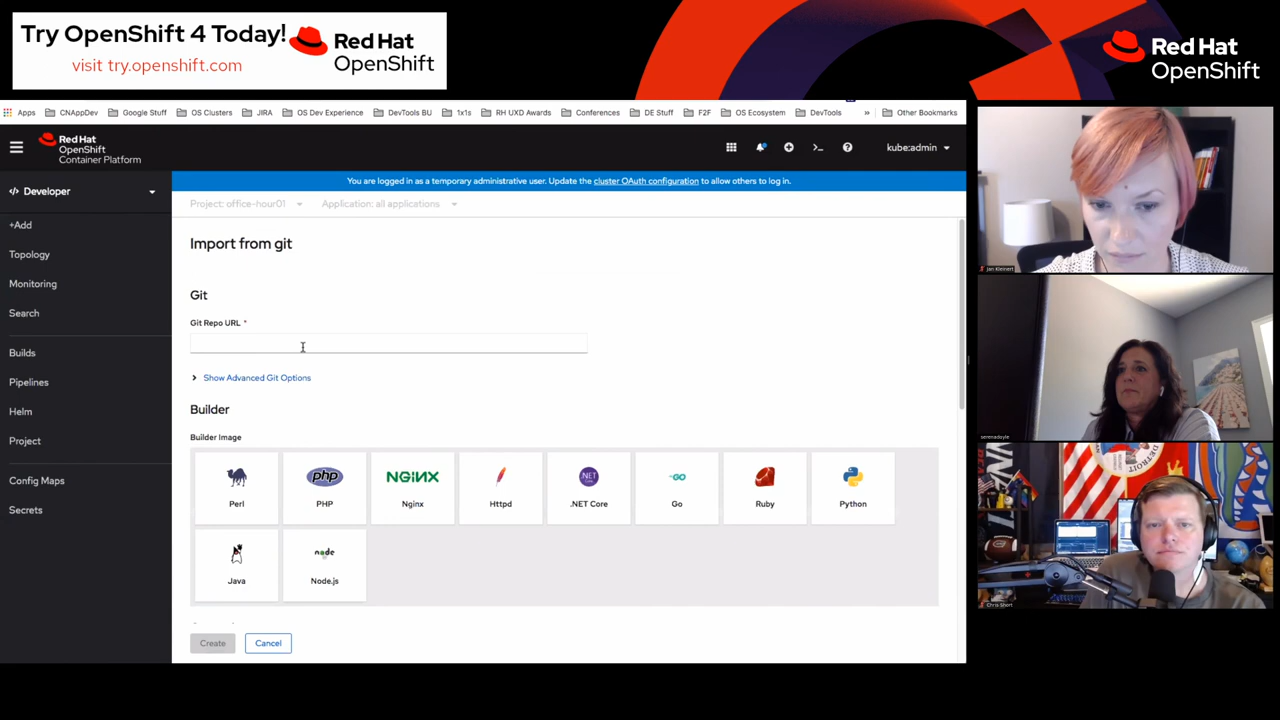 Try OpenShift 4 Today!
visit try.openshift.com
Red Hat
OpenShift
Red Hat
OpenShift
Apps CNAppDev Google Stuff OS Clusters JIRA OS Dev Experience DevTools BU 1x1s RH UXD Awards Conferences DE Stuff F2F OS Ecosystem DevTools » Other Bookmarks
Red Hat
OpenShift
Container Platform
kube:admin
Developer
You are logged in as a temporary administrative user. Update the cluster OAuth configuration to allow others to log in.
Project: office-hour01 Application: all applications
+Add
Topology
Monitoring
Search
Builds
Pipelines
Helm
Project
Config Maps
Secrets
Import from git
Git
Git Repo URL *
Show Advanced Git Options
Builder
Builder Image
php
NGINX
.NET
GO
node
Perl PHP Nginx Httpd .NET Core Go Ruby Python
Java Node.js
Create Cancel
Jan Kleinert
serenadoyle
DETROIT
Chris Short